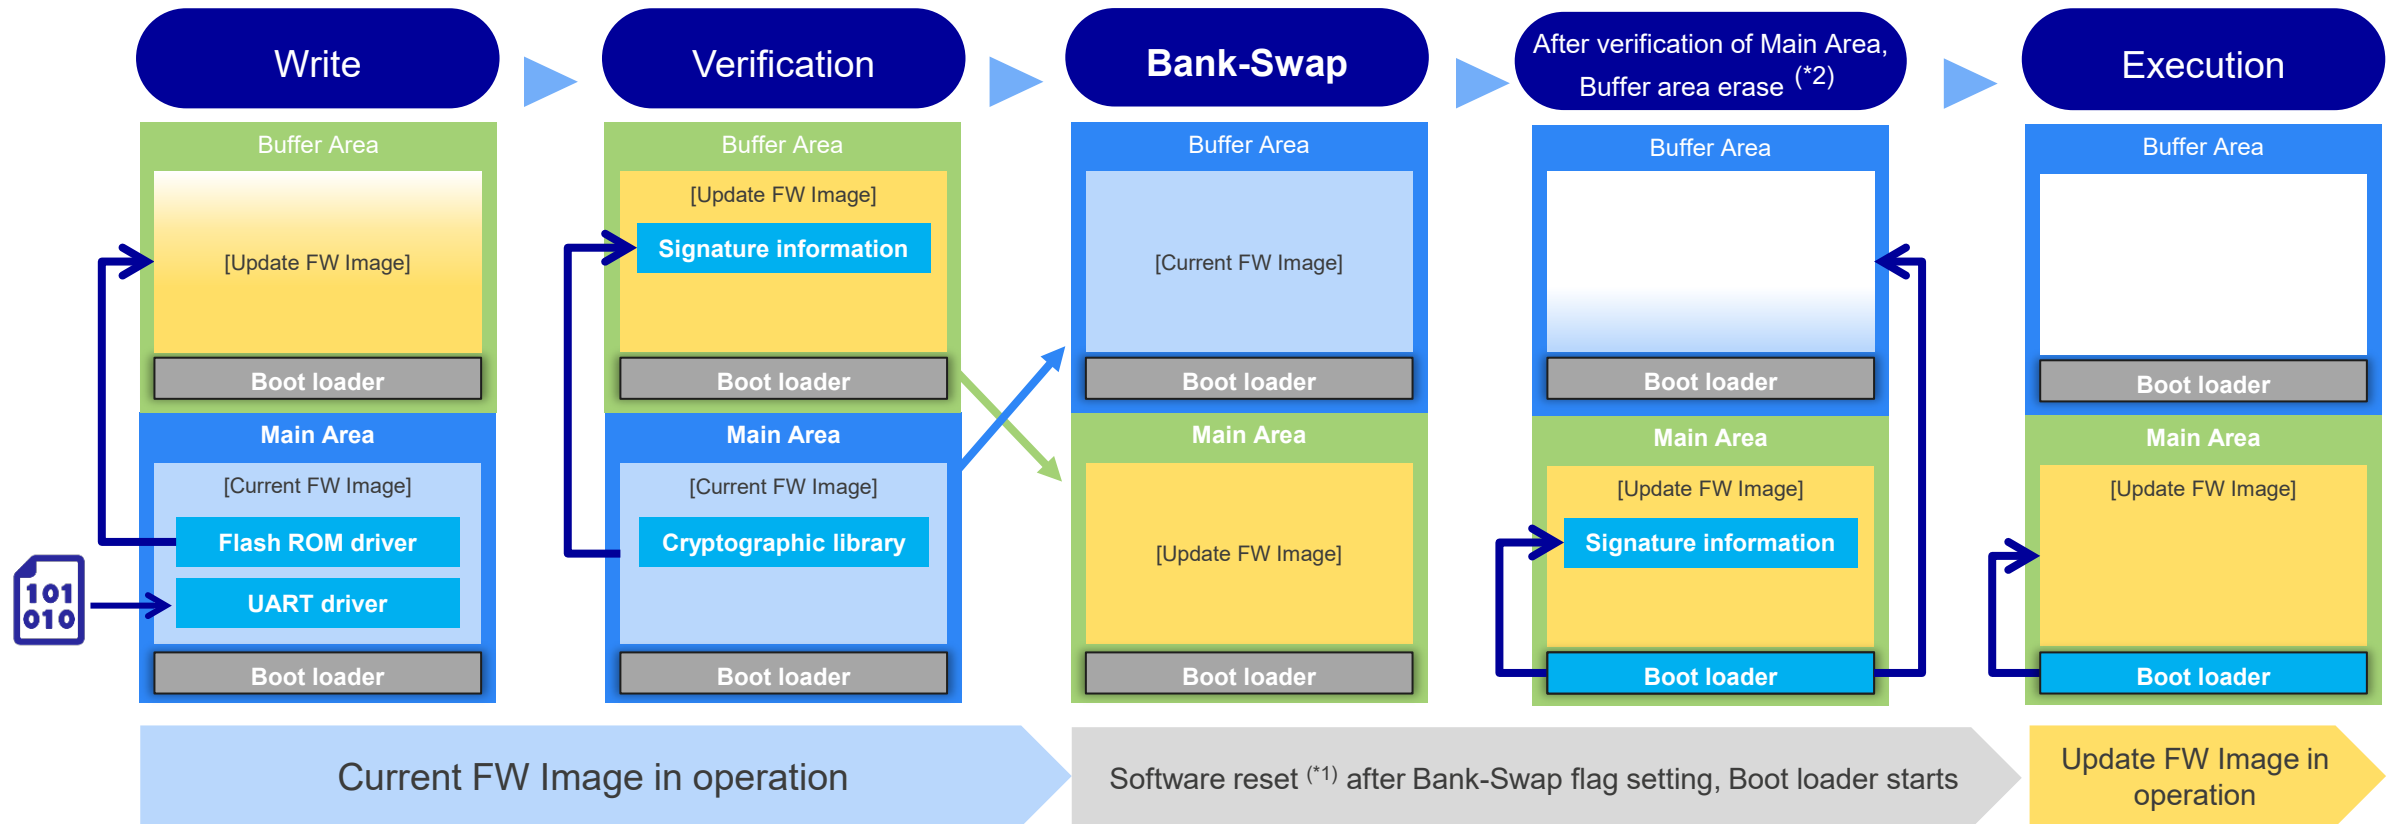 Write
Verification
Bank-Swap
After verification of Main Area,
Buffer area erase (*2)
Execution
Buffer Area
[Update FW Image]
Boot loader
Main Area
[Current FW Image]
Flash ROM driver
UART driver
Boot loader
101
010
Buffer Area
[Update FW Image]
Signature information
Boot loader
Main Area
[Current FW Image]
Cryptographic library
Boot loader
Buffer Area
[Current FW Image]
Boot loader
Main Area
[Update FW Image]
Boot loader
Buffer Area
Boot loader
Main Area
[Update FW Image]
Signature information
Boot loader
Buffer Area
Boot loader
Main Area
[Update FW Image]
Boot loader
Current FW Image in operation
Software reset (*1) after Bank-Swap flag setting, Boot loader starts
Update FW Image in
operation